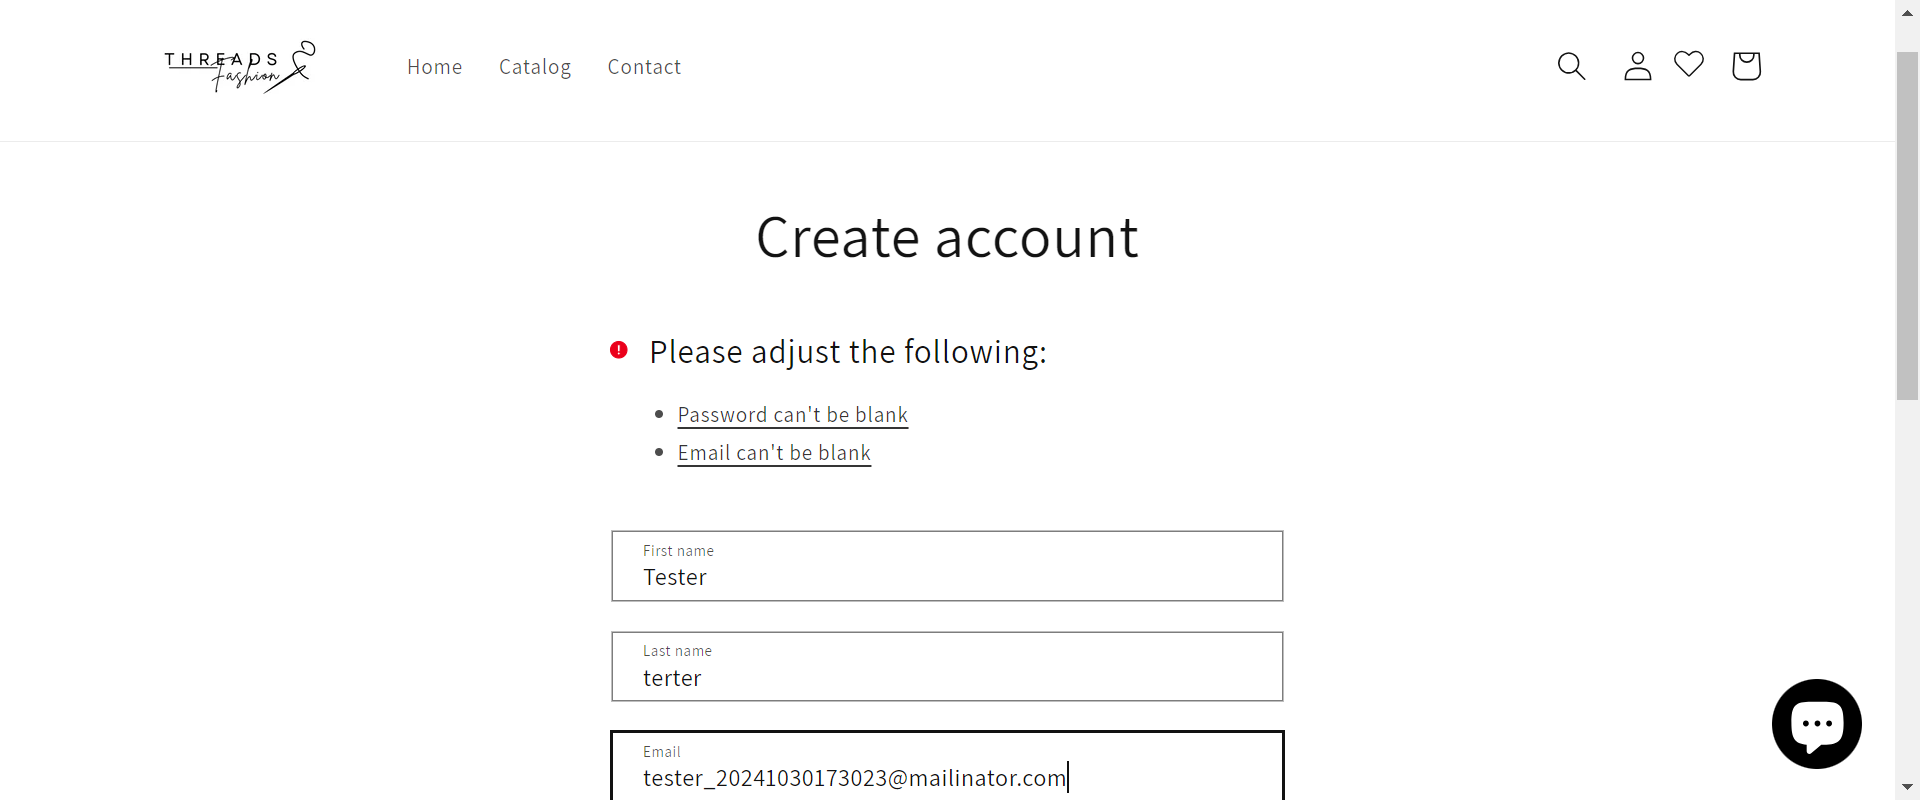 THREADS
Fashion
Home
Catalog
Contact
Create account
Please adjust the following:
Password can't be blank
Email can't be blank
First name
Tester
Last name
terter
Email
tester_20241030173023@mailinator.com